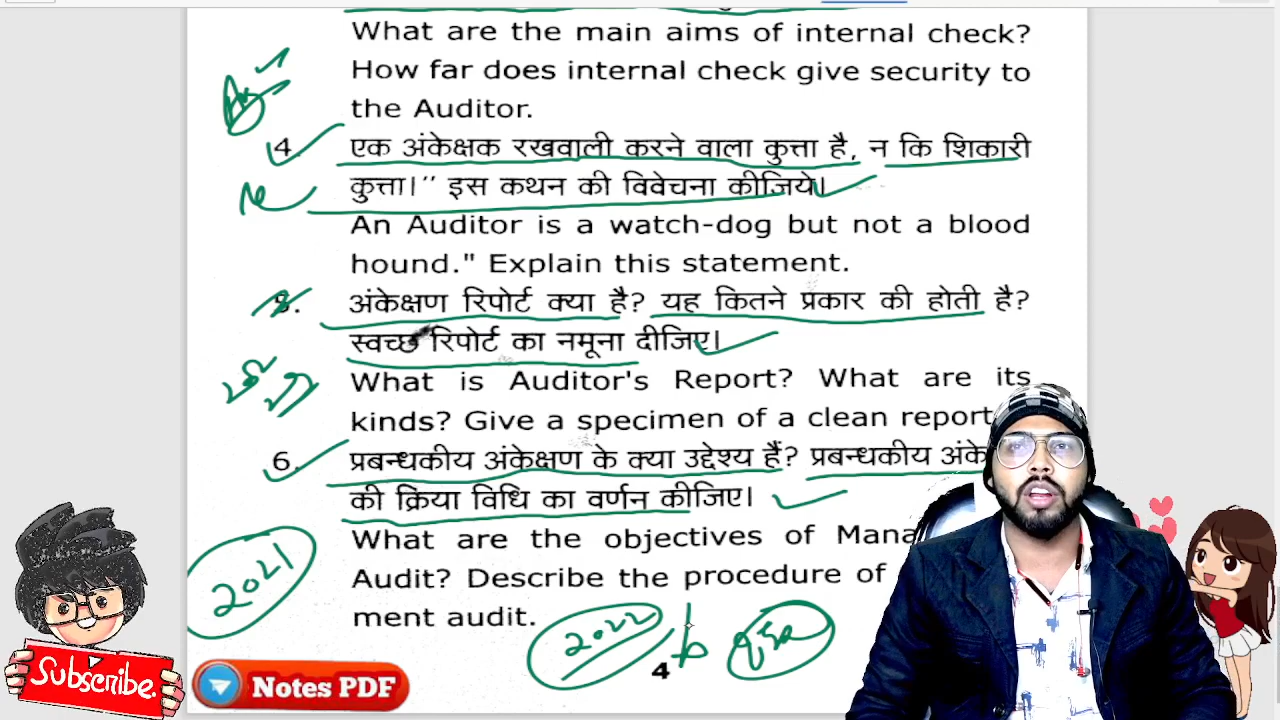 What are the main aims of internal check?
How far does internal check give security to
the Auditor.
4. एक अंकेक्षक रखवाली करने वाला कुत्ता है, न कि शिकारी
कुत्ता।'' इस कथन की विवेचना कीजिये।
An Auditor is a watch-dog but not a blood
hound." Explain this statement.
5. अंकेक्षण रिपोर्ट क्या है? यह कितने प्रकार की होती है?
स्वच्छ रिपोर्ट का नमूना दीजिए।
What is Auditor's Report? What are its
kinds? Give a specimen of a clean report
6. प्रबन्धकीय अंकेक्षण के क्या उद्देश्य हैं? प्रबन्धकीय
की क्रिया विधि का वर्णन कीजिए।
What are the objectives of
Audit? Describe the procedure of
ment audit.
2021
2022
4
Subscribe.
Notes PDF